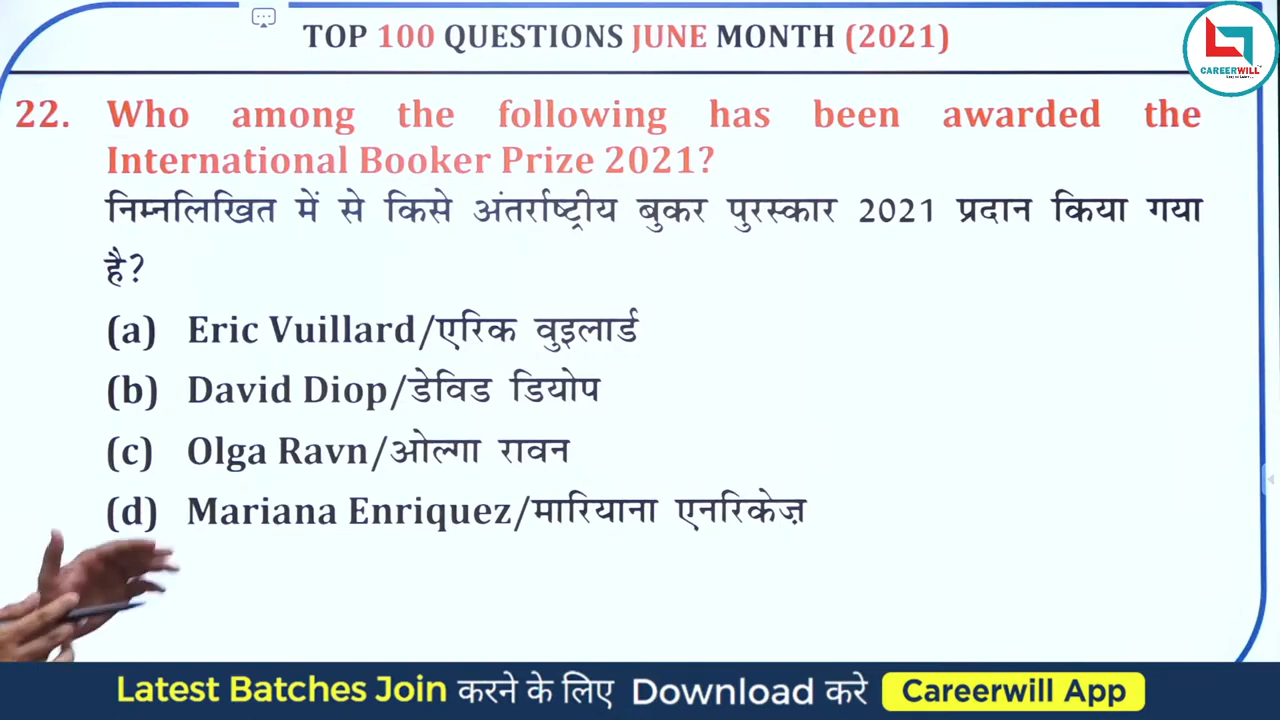 TOP 100 QUESTIONS JUNE MONTH (2021)
CAREERWILL
22. Who among the following has been awarded the
International Booker Prize 2021?
निम्नलिखित में से किसे अंतर्राष्ट्रीय बुकर पुरस्कार 2021 प्रदान किया गया
है?
(a) Eric Vuillard/एरिक वुइलार्ड
(b) David Diop/डेविड डियोप
(c) Olga Ravn/ओल्गा रावन
(d) Mariana Enriquez/मारियाना एनरिकेज़
Latest Batches Join करने के लिए Download करे Careerwill App